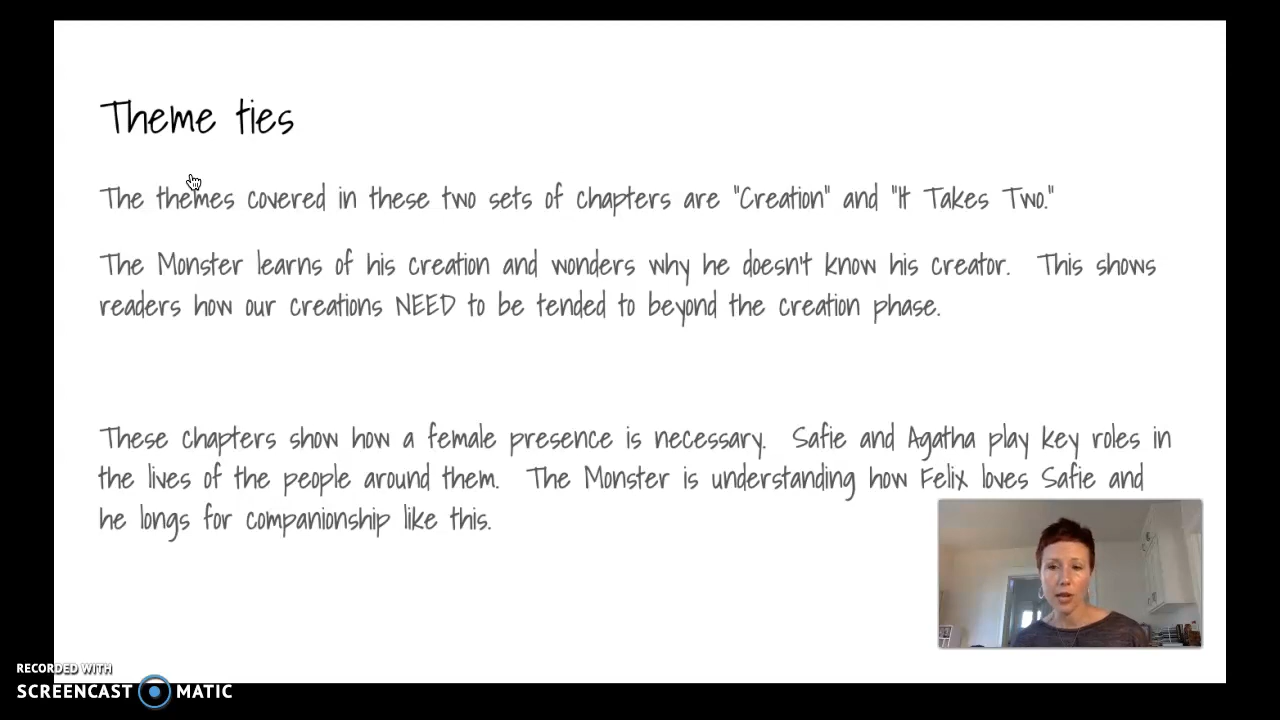 Theme ties
The themes covered in these two sets of chapters are "Creation" and "It Takes Two."
The Monster learns of his creation and wonders why he doesn't know his creator. This shows
readers how our creations NEED to be tended to beyond the creation phase.
These chapters show how a female presence is necessary. Safie and Agatha play key roles in
the lives of the people around them. The Monster is understanding how Felix loves Safie and
he longs for companionship like this.
RECORDED WITH
SCREENCAST MATIC